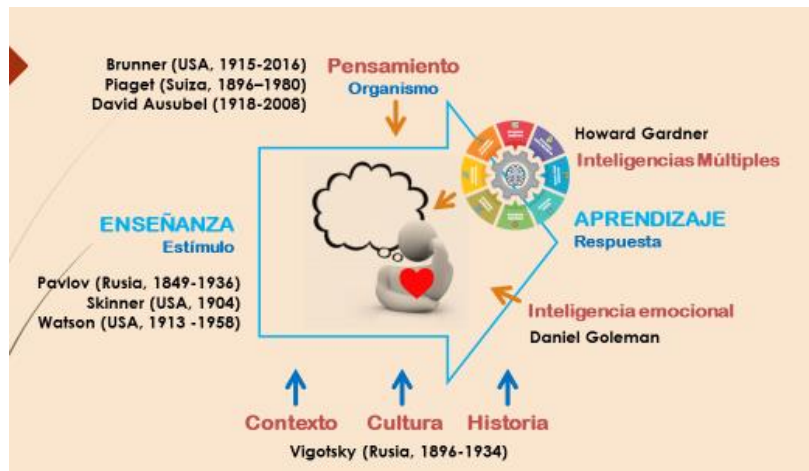 Brunner (USA, 1915-2016)
Piaget (Suiza, 1896–1980)
David Ausubel (1918-2008)
Pensamiento
Organismo
Howard Gardner
Inteligencias Múltiples
ENSEÑANZA
Estímulo
APRENDIZAJE
Respuesta
Pavlov (Rusia, 1849-1936)
Skinner (USA, 1904)
Watson (USA, 1913 -1958)
Inteligencia emocional
Daniel Goleman
Contexto Cultura Historia
Vigotsky (Rusia, 1896-1934)